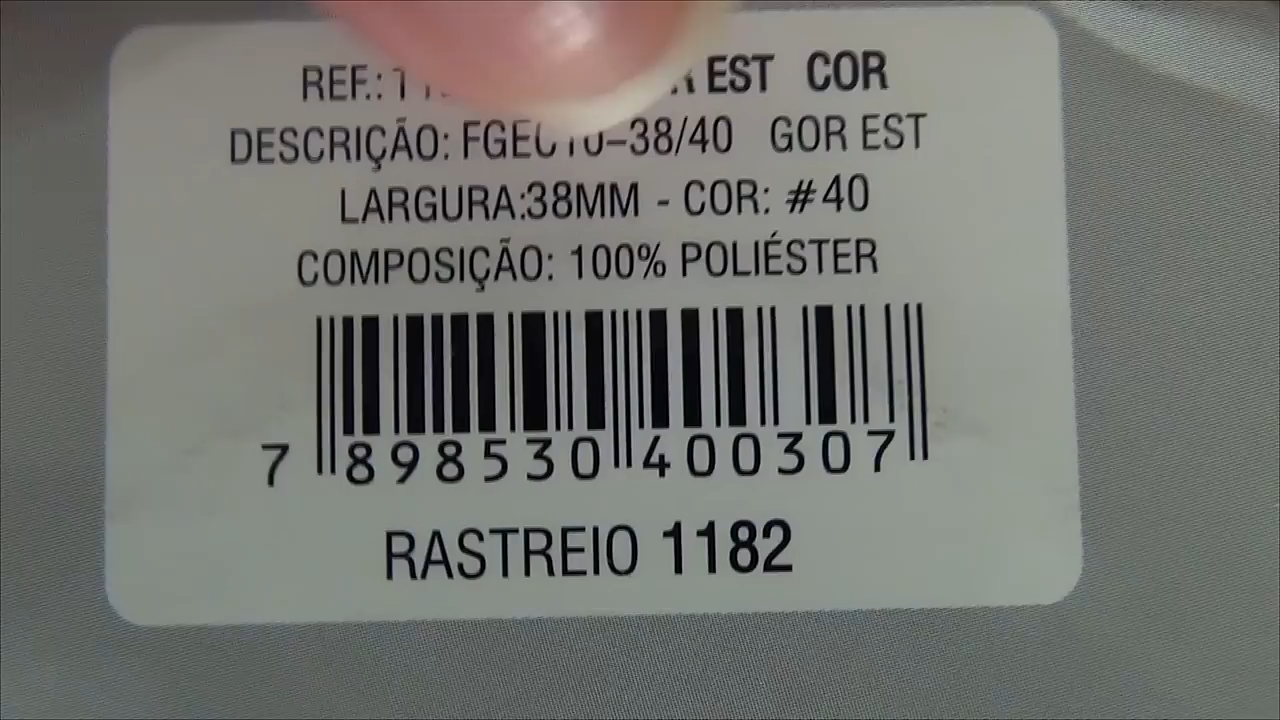 REF.: EST COR
DESCRIÇÃO: FGEC10-38/40 GOR EST
LARGURA:38MM - COR: #40
COMPOSIÇÃO: 100% POLIÉSTER
7 898530 400307
RASTREIO 1182